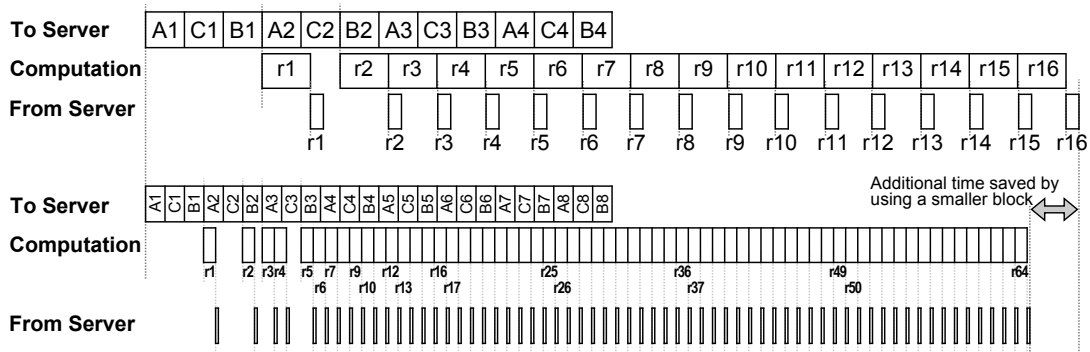 To Server A1 C1 B1 A2 C2 B2 A3 C3 B3 A4 C4 B4
Computation r1 r2 r3 r4 r5 r6 r7 r8 r9 r10 r11 r12 r13 r14 r15 r16
From Server
r1 r2 r3 r4 r5 r6 r7 r8 r9 r10 r11 r12 r13 r14 r15 r16
Additional time saved by
using a smaller block
To Server A1 C1 B1 A2 C2 B2 A3 C3 B3 A4 C4 B4 A5 C5 B5 A6 C6 B6 A7 C7 B7 A8 C8 B8
Computation
r1 r2 r3 r4 r5 r7 r9 r12 r16 r25 r36 r49 r64
r6 r10 r13 r17 r26 r37 r50
From Server